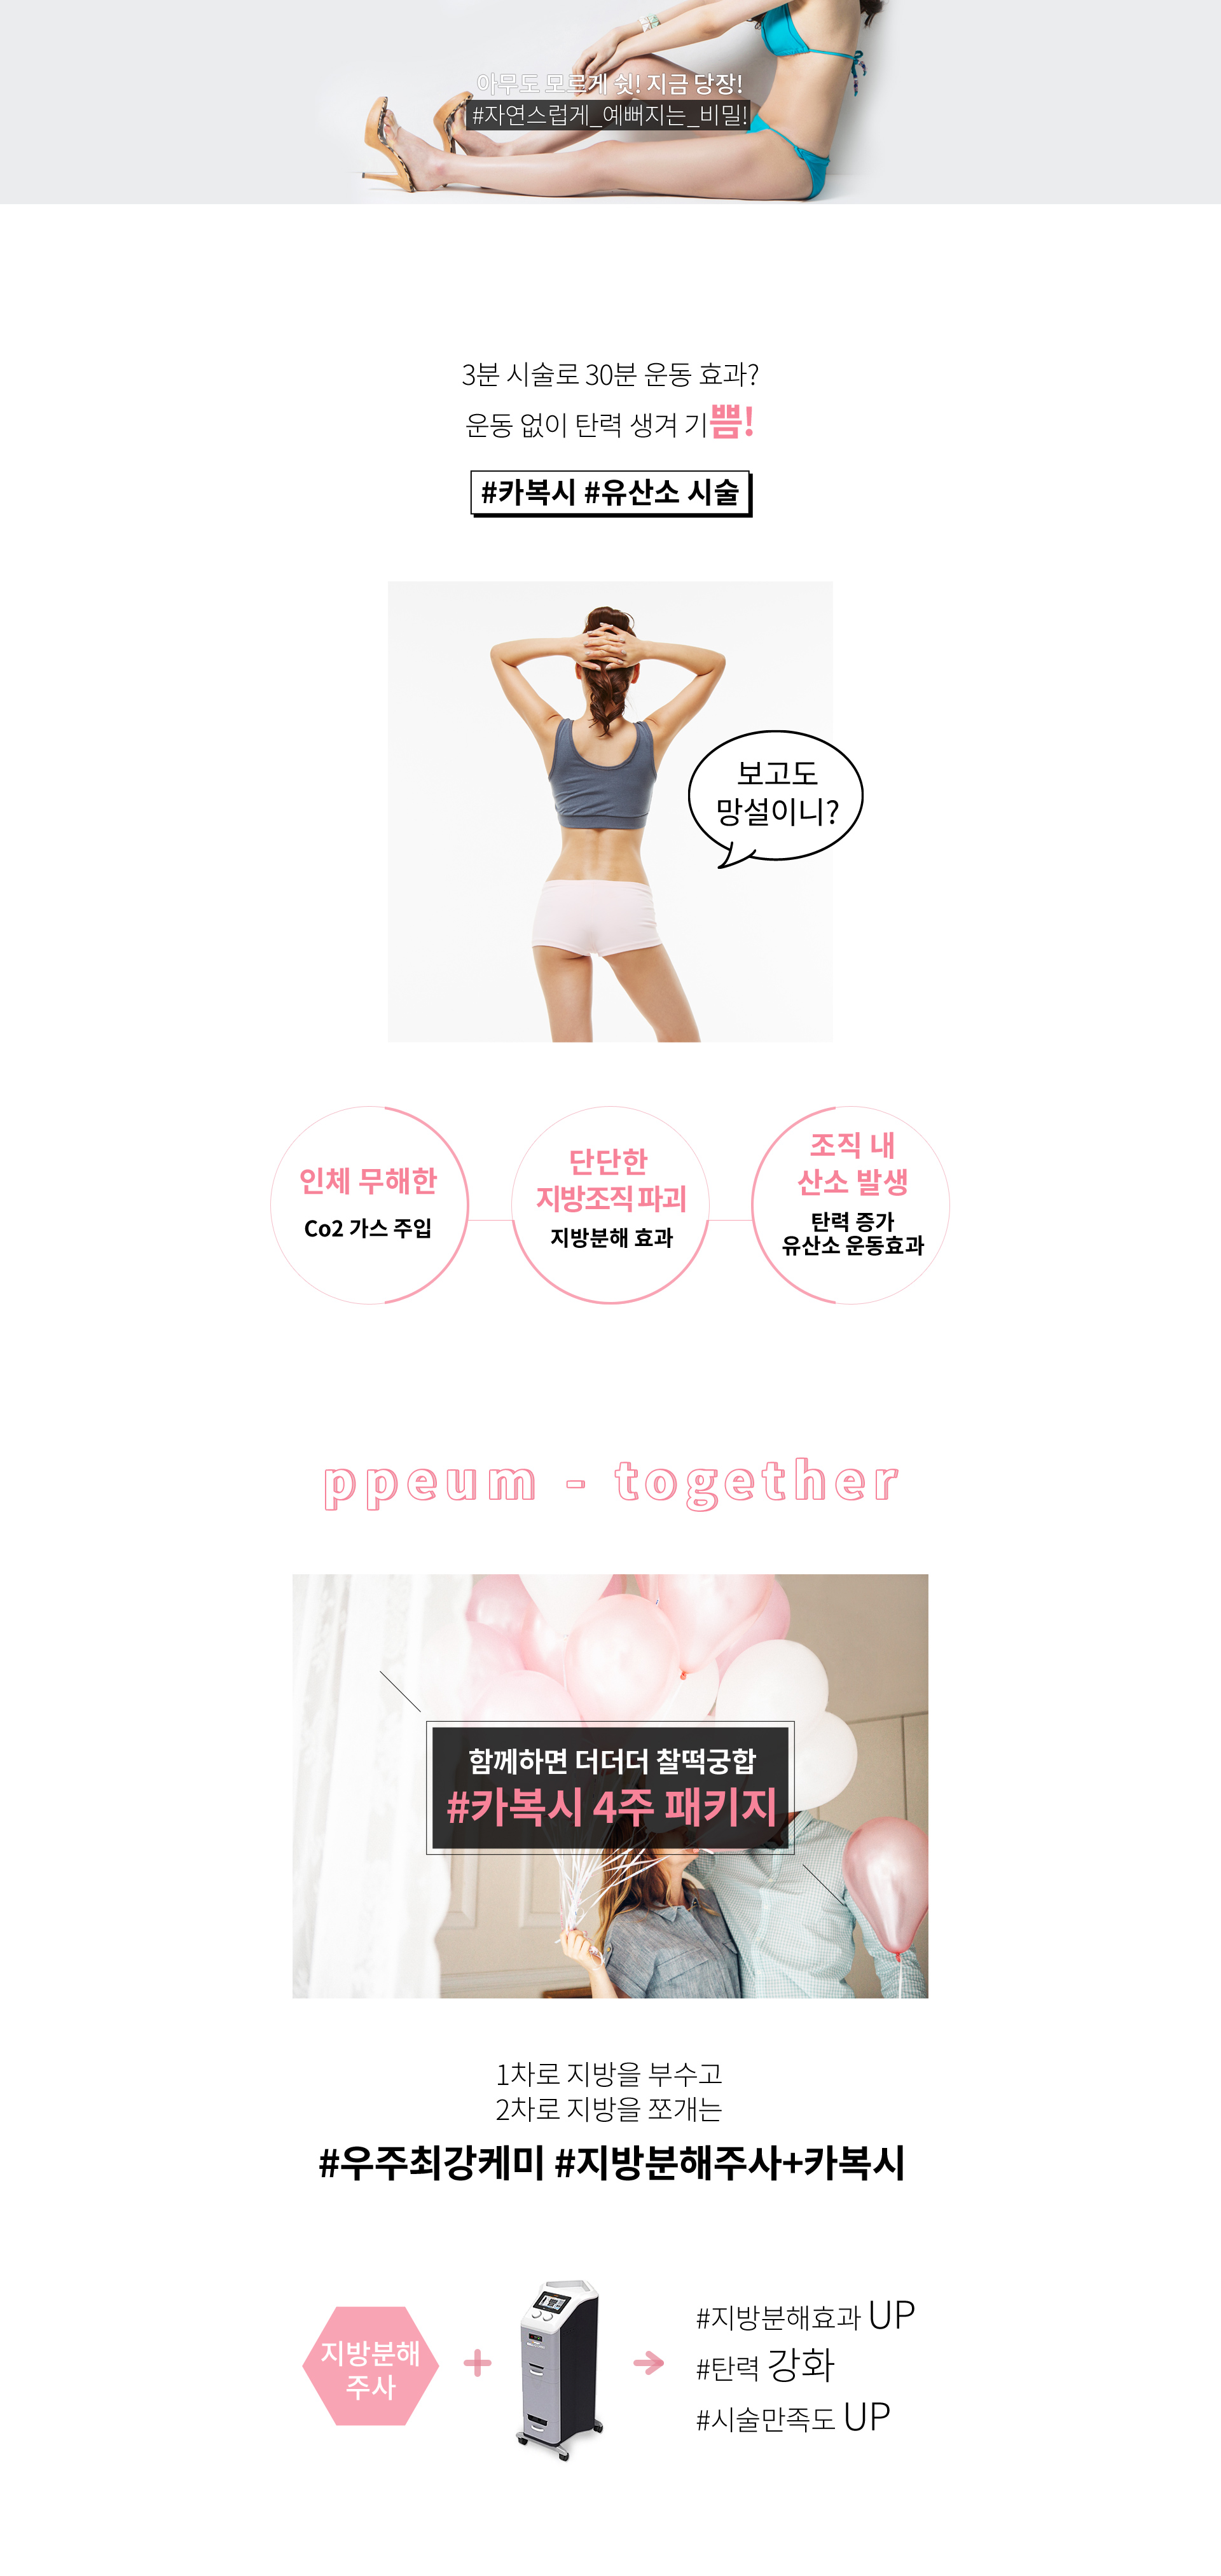 아무도 모르게 쉿! 지금 당장!
#자연스럽게_예뻐지는_비밀!
3분 시술로 30분 운동 효과?
운동 없이 탄력 생겨 기쁨!
#카복시 #유산소 시술
보고도
망설이니?
인체 무해한
Co2 가스 주입
단단한
지방조직 파괴
지방분해 효과
조직 내
산소 발생
탄력 증가
유산소 운동효과
ppeum - together
함께하면 더더더 찰떡궁합
#카복시 4주 패키지
1차로 지방을 부수고
2차로 지방을 쪼개는
#우주최강케미 #지방분해주사+카복시
지방분해
주사
+
#지방분해효과 UP
#탄력 강화
#시술만족도 UP